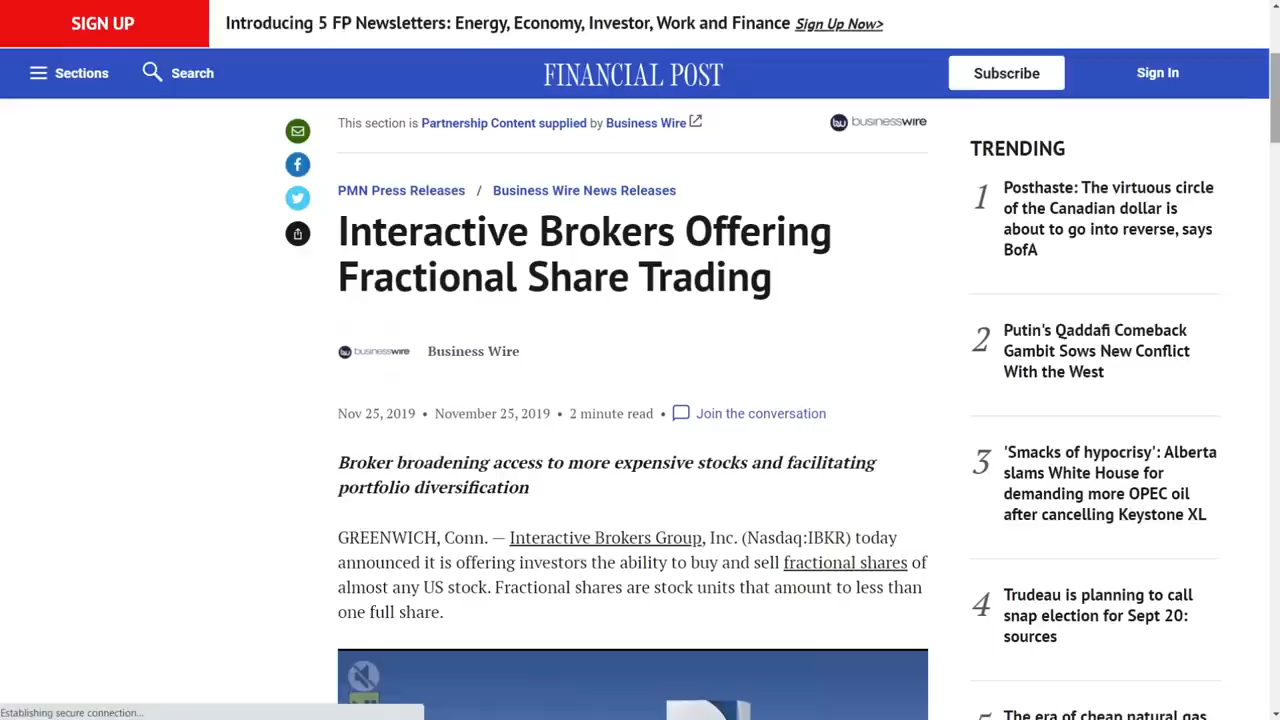 SIGN UP
Introducing 5 FP Newsletters: Energy, Economy, Investor, Work and Finance Sign Up Now>
Sections
Search
FINANCIAL POST
Subscribe
Sign In
This section is Partnership Content supplied by Business Wire
businesswire
PMN Press Releases / Business Wire News Releases
Interactive Brokers Offering
Fractional Share Trading
businesswire
Business Wire
Nov 25, 2019 • November 25, 2019 • 2 minute read • Join the conversation
Broker broadening access to more expensive stocks and facilitating
portfolio diversification
GREENWICH, Conn. — Interactive Brokers Group, Inc. (Nasdaq:IBKR) today
announced it is offering investors the ability to buy and sell fractional shares of
almost any US stock. Fractional shares are stock units that amount to less than
one full share.
TRENDING
1
Posthaste: The virtuous circle
of the Canadian dollar is
about to go into reverse, says
BofA
2
Putin's Qaddafi Comeback
Gambit Sows New Conflict
With the West
3
'Smacks of hypocrisy': Alberta
slams White House for
demanding more OPEC oil
after cancelling Keystone XL
4
Trudeau is planning to call
snap election for Sept 20:
sources
5
The era of cheap natural gas
Establishing secure connection...